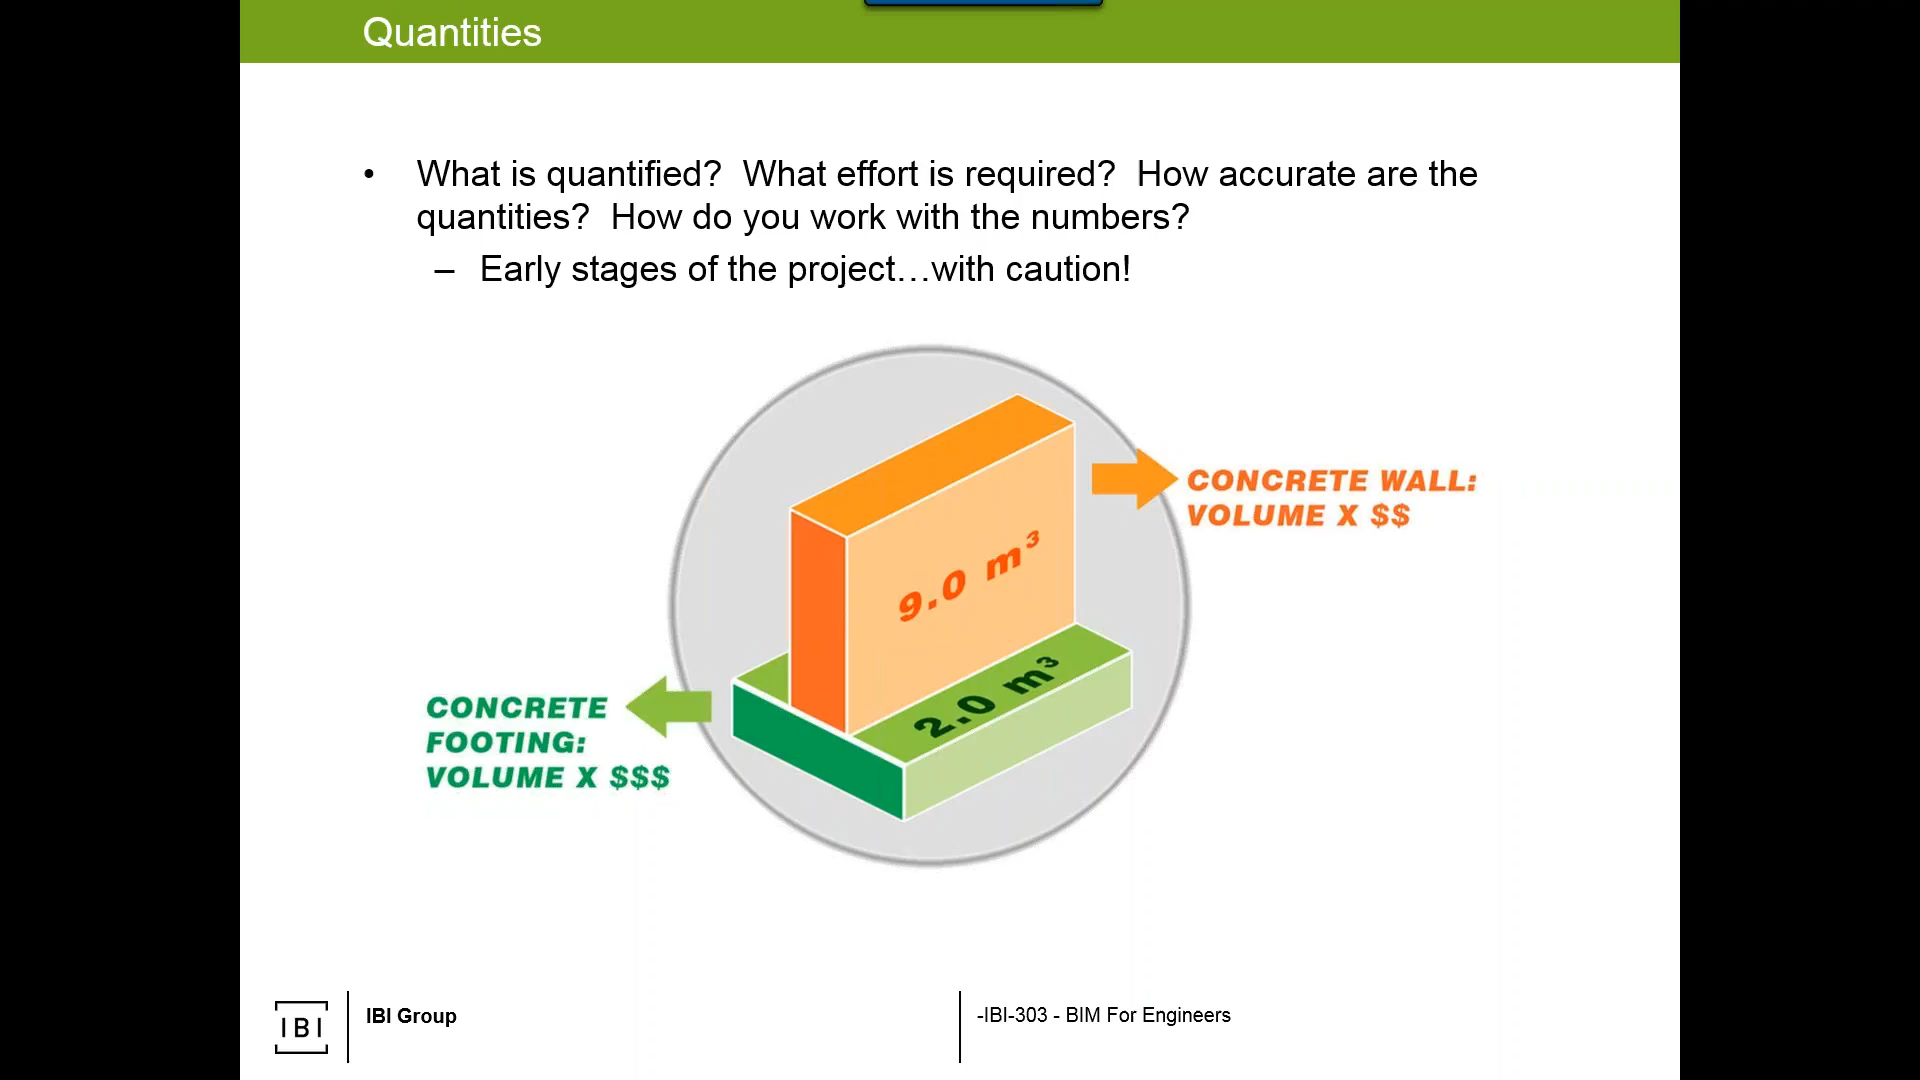 Quantities
• What is quantified?  What effort is required?  How accurate are the
quantities?  How do you work with the numbers?
– Early stages of the project…with caution!
9.0 m³
CONCRETE WALL:
VOLUME X $$
2.0 m³
CONCRETE
FOOTING:
VOLUME X $$$
IBI
IBI Group
-IBI-303 - BIM For Engineers